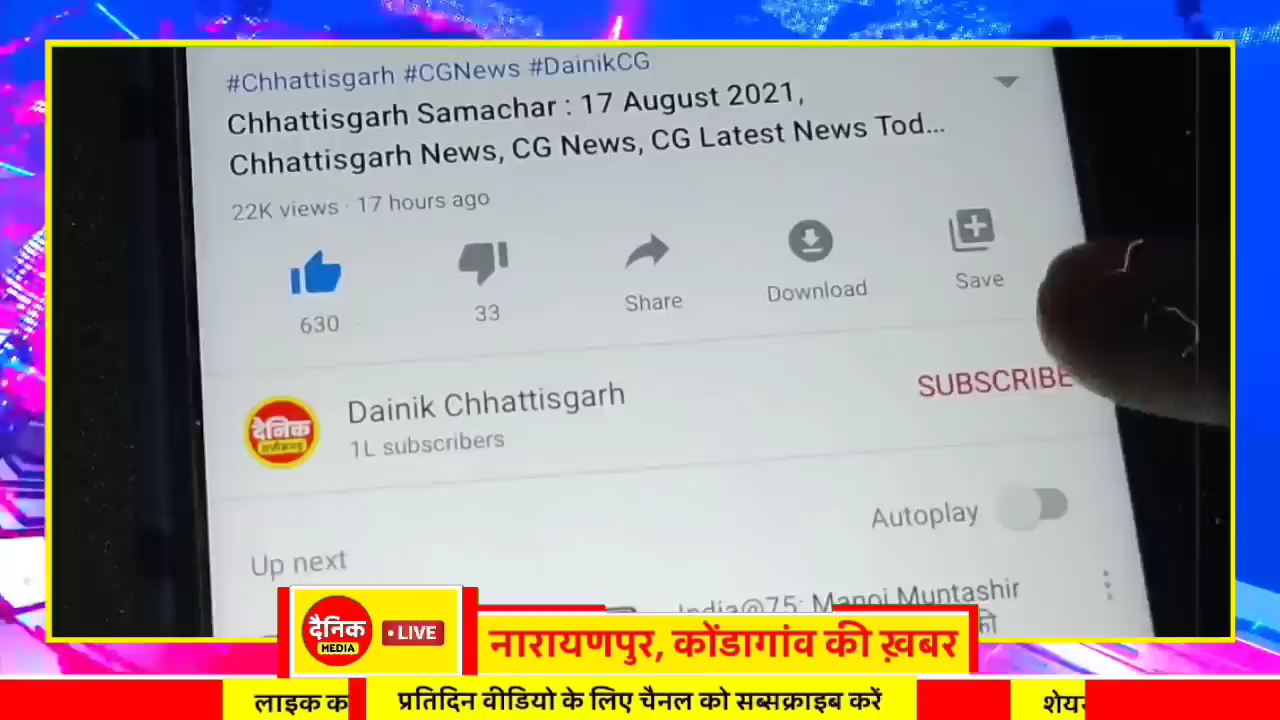 #Chhattisgarh #CGNews #DainikCG
Chhattisgarh Samachar : 17 August 2021,
Chhattisgarh News, CG News, CG Latest News Tod...
22K views · 17 hours ago
630
33
Share
Download
Save
दैनिक
छत्तीसगढ़
Dainik Chhattisgarh
1L subscribers
SUBSCRIBE
Autoplay
Up next
India@75: Manoj Muntashir
की
दैनिक
MEDIA
• LIVE
नारायणपुर, कोंडागांव की ख़बर
लाइक क
प्रतिदिन वीडियो के लिए चैनल को सब्सक्राइब करें
शेयर